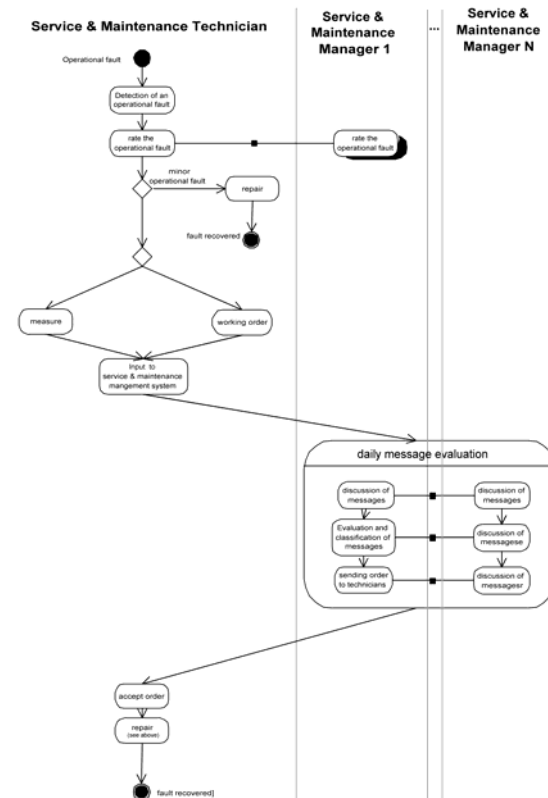 Service & Maintenance Technician
Service &
Maintenance
Manager 1
...
Service &
Maintenance
Manager N
Operational fault
Detection of an
operational fault
rate the
operational fault
rate the
operational fault
minor
operational fault
repair
fault recovered
measure
working order
Input to
service & maintenance
mangement system
daily message evaluation
discussion of
messages
discussion of
messages
Evaluation and
classification of
messages
discussion of
messagese
sending order
to technicians
discussion of
messagesr
accept order
repair
(see above)
fault recovered]